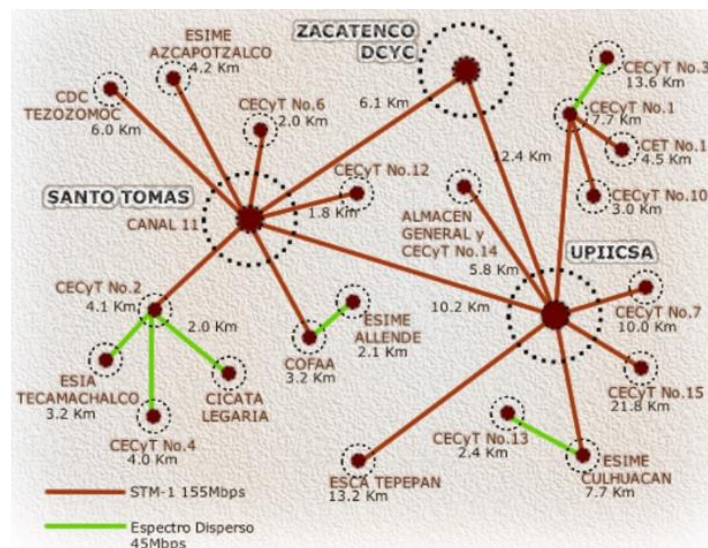 ZACATENCO
DCYC
ESIME
AZCAPOTZALCO
4.2 Km
CDC
TEZOZOMOC
6.0 Km
CECyT No.6
2.0 Km
6.1 Km
CECyT No.3
13.6 Km
CECyT No.1
7.7 Km
CET No.1
4.5 Km
CECyT No.10
3.0 Km
12.4 Km
CECyT No.12
1.8 Km
SANTO TOMAS
CANAL 11
ALMACEN
GENERAL y
CECyT No.14
5.8 Km
UPIICSA
10.2 Km
CECyT No.2
4.1 Km
2.0 Km
CECyT No.7
10.0 Km
ESIME
ALLENDE
2.1 Km
COFAA
3.2 Km
ESIA
TECAMACHALCO
3.2 Km
CICATA
LEGARIA
CECyT No.4
4.0 Km
CECyT No.15
21.8 Km
CECyT No.13
2.4 Km
ESIME
CULHUACAN
7.7 Km
ESCA TEPEPAN
13.2 Km
STM-1 155Mbps
Espectro Disperso
45Mbps